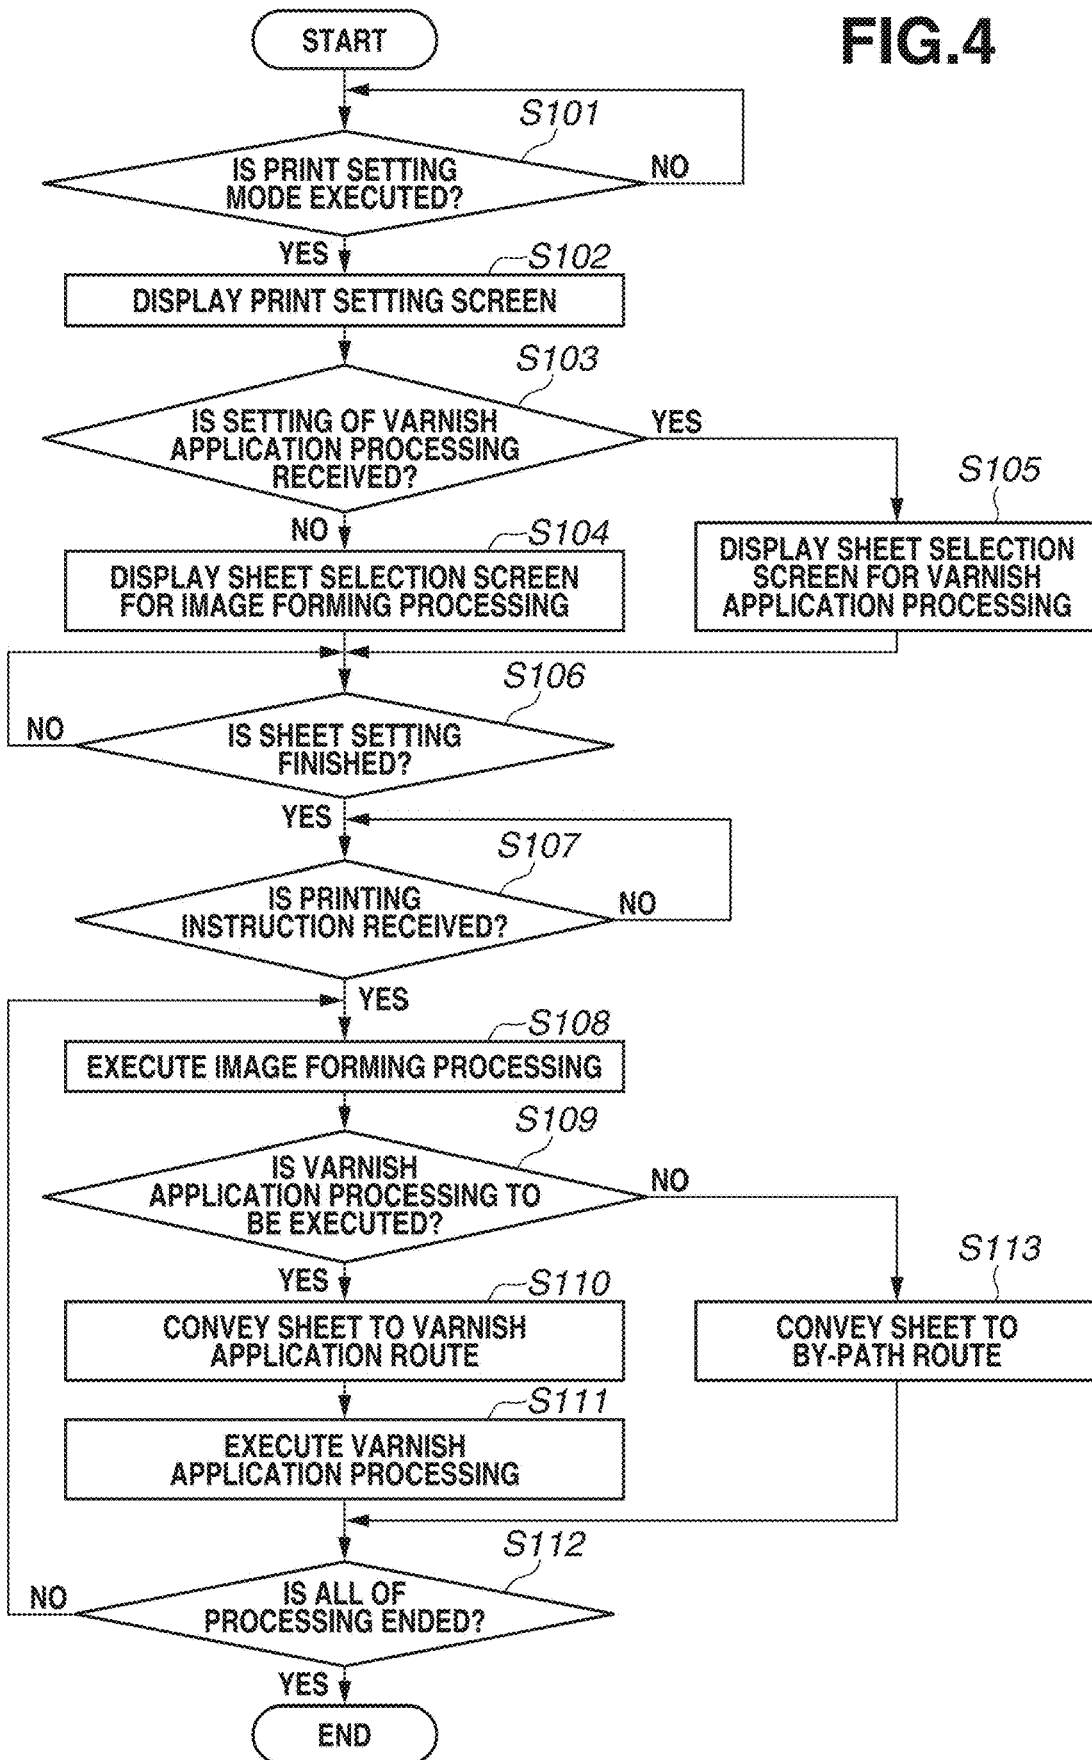 FIG.4
START
S101
IS PRINT SETTING
MODE EXECUTED?
NO
YES
S102
DISPLAY PRINT SETTING SCREEN
S103
IS SETTING OF VARNISH
APPLICATION PROCESSING
RECEIVED?
YES
NO
S104
DISPLAY SHEET SELECTION SCREEN
FOR IMAGE FORMING PROCESSING
S105
DISPLAY SHEET SELECTION
SCREEN FOR VARNISH
APPLICATION PROCESSING
S106
IS SHEET SETTING
FINISHED?
NO
YES
S107
IS PRINTING
INSTRUCTION RECEIVED?
NO
YES
S108
EXECUTE IMAGE FORMING PROCESSING
S109
IS VARNISH
APPLICATION PROCESSING TO
BE EXECUTED?
NO
YES
S110
CONVEY SHEET TO VARNISH
APPLICATION ROUTE
S113
CONVEY SHEET TO
BY-PATH ROUTE
S111
EXECUTE VARNISH
APPLICATION PROCESSING
S112
IS ALL OF
PROCESSING ENDED?
NO
YES
END